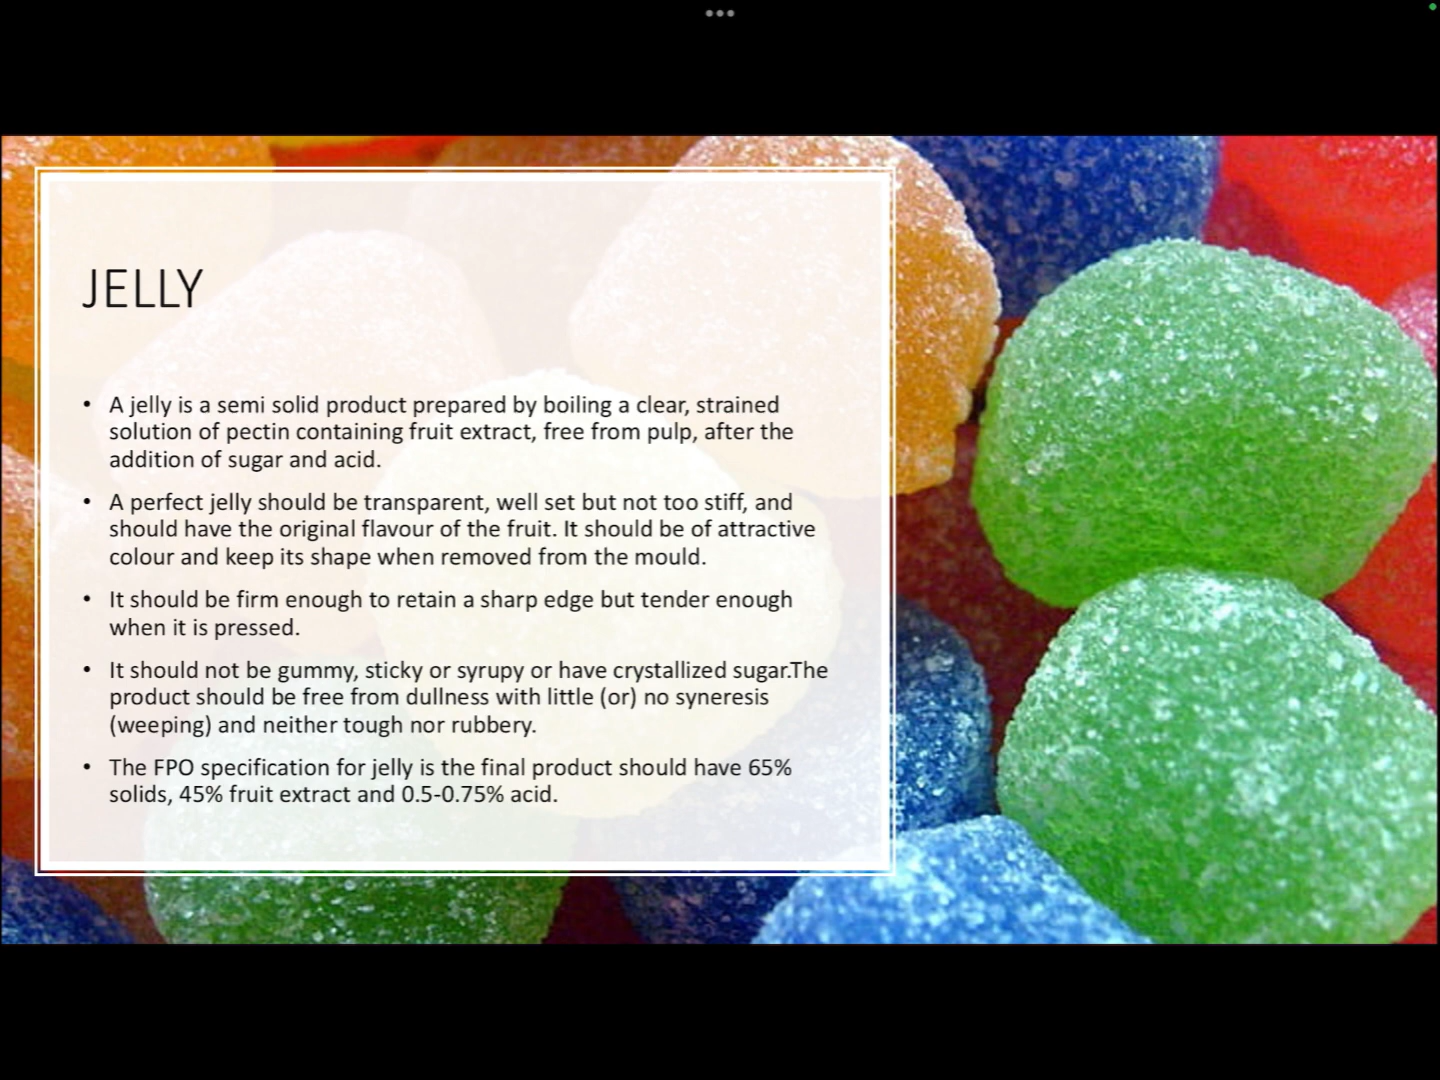 JELLY
• A jelly is a semi solid product prepared by boiling a clear, strained
solution of pectin containing fruit extract, free from pulp, after the
addition of sugar and acid.
• A perfect jelly should be transparent, well set but not too stiff, and
should have the original flavour of the fruit. It should be of attractive
colour and keep its shape when removed from the mould.
• It should be firm enough to retain a sharp edge but tender enough
when it is pressed.
• It should not be gummy, sticky or syrupy or have crystallized sugar.The
product should be free from dullness with little (or) no syneresis
(weeping) and neither tough nor rubbery.
• The FPO specification for jelly is the final product should have 65%
solids, 45% fruit extract and 0.5-0.75% acid.